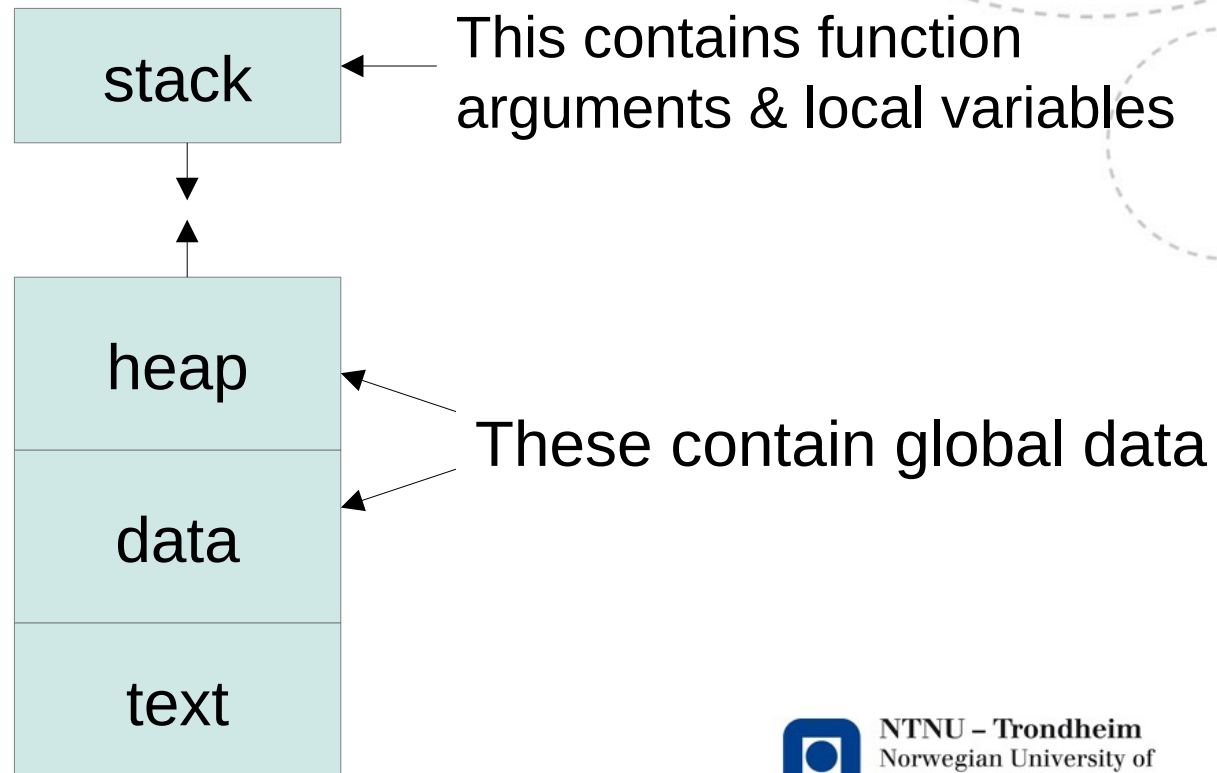 stack
This contains function
arguments & local variables
heap
These contain global data
data
text
NTNU – Trondheim
Norwegian University of